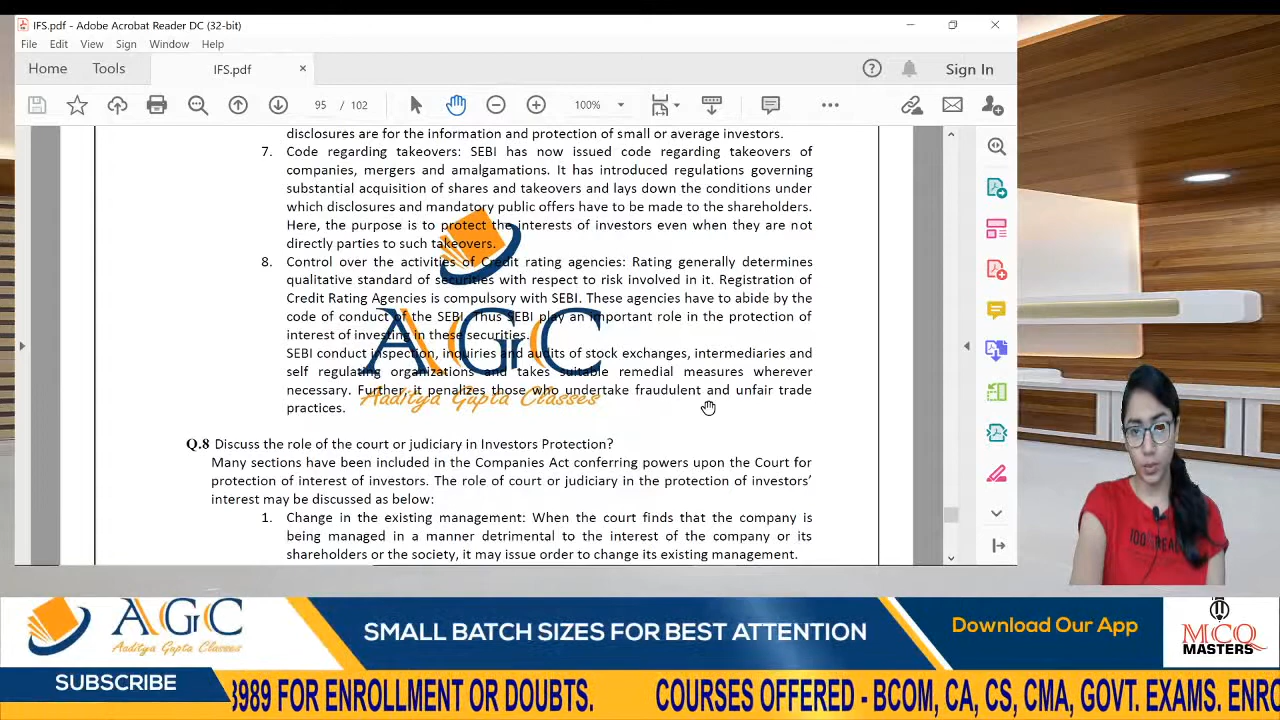 IFS.pdf - Adobe Acrobat Reader DC (32-bit)
File Edit View Sign Window Help
Home Tools IFS.pdf × Sign In
95 / 102 100%
disclosures are for the information and protection of small or average investors.
7. Code regarding takeovers: SEBI has now issued code regarding takeovers of
companies, mergers and amalgamations. It has introduced regulations governing
substantial acquisition of shares and takeovers and lays down the conditions under
which disclosures and mandatory public offers have to be made to the shareholders.
Here, the purpose is to protect the interests of investors even when they are not
directly parties to such takeovers.
8. Control over the activities of Credit rating agencies: Rating generally determines
qualitative standard of securities with respect to risk involved in it. Registration of
Credit Rating Agencies is compulsory with SEBI. These agencies have to abide by the
code of conduct of the SEBI. Thus SEBI play an important role in the protection of
interest of investing in these securities.
SEBI conduct inspection, inquiries and audits of stock exchanges, intermediaries and
self regulating organizations and takes suitable remedial measures wherever
necessary. Further, it penalizes those who undertake fraudulent and unfair trade
practices.
AGC
Aaditya Gupta Classes
Q.8 Discuss the role of the court or judiciary in Investors Protection?
Many sections have been included in the Companies Act conferring powers upon the Court for
protection of interest of investors. The role of court or judiciary in the protection of investors'
interest may be discussed as below:
1. Change in the existing management: When the court finds that the company is
being managed in a manner detrimental to the interest of the company or its
shareholders or the society, it may issue order to change its existing management.
AGC
Aaditya Gupta Classes
SMALL BATCH SIZES FOR BEST ATTENTION
Download Our App
MCQ
MASTERS
SUBSCRIBE
3989 FOR ENROLLMENT OR DOUBTS. COURSES OFFERED - BCOM, CA, CS, CMA, GOVT. EXAMS. ENRO